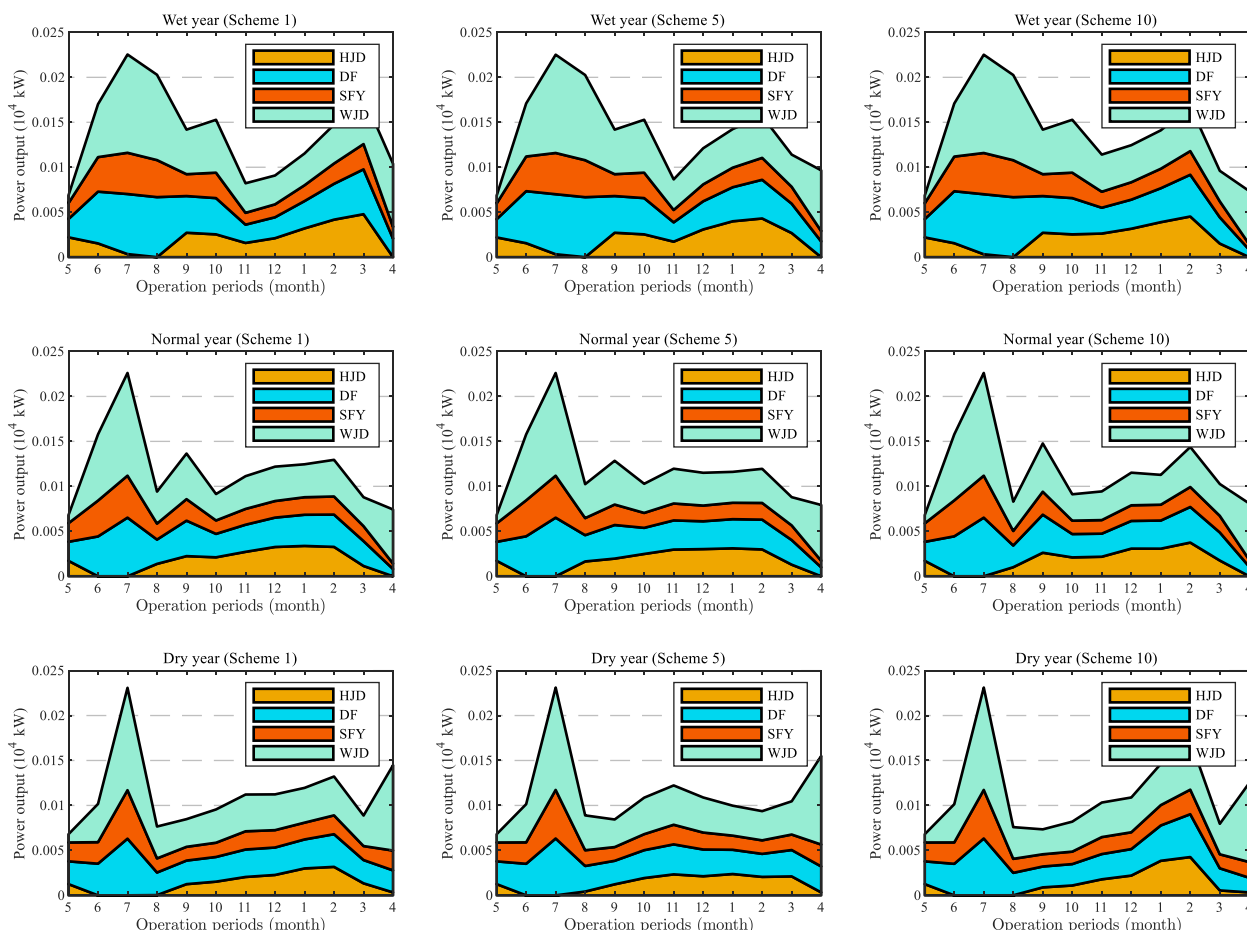 Wet year (Scheme 1)
0.025
0.02
0.015
0.01
0.005
0
Power output (10^4 kW)
HJD
DF
SFY
WJD
5 6 7 8 9 10 11 12 1 2 3 4
Operation periods (month)
Wet year (Scheme 5)
0.025
0.02
0.015
0.01
0.005
0
Power output (10^4 kW)
HJD
DF
SFY
WJD
5 6 7 8 9 10 11 12 1 2 3 4
Operation periods (month)
Wet year (Scheme 10)
0.025
0.02
0.015
0.01
0.005
0
Power output (10^4 kW)
HJD
DF
SFY
WJD
5 6 7 8 9 10 11 12 1 2 3 4
Operation periods (month)
Normal year (Scheme 1)
0.025
0.02
0.015
0.01
0.005
0
Power output (10^4 kW)
HJD
DF
SFY
WJD
5 6 7 8 9 10 11 12 1 2 3 4
Operation periods (month)
Normal year (Scheme 5)
0.025
0.02
0.015
0.01
0.005
0
Power output (10^4 kW)
HJD
DF
SFY
WJD
5 6 7 8 9 10 11 12 1 2 3 4
Operation periods (month)
Normal year (Scheme 10)
0.025
0.02
0.015
0.01
0.005
0
Power output (10^4 kW)
HJD
DF
SFY
WJD
5 6 7 8 9 10 11 12 1 2 3 4
Operation periods (month)
Dry year (Scheme 1)
0.025
0.02
0.015
0.01
0.005
0
Power output (10^4 kW)
HJD
DF
SFY
WJD
5 6 7 8 9 10 11 12 1 2 3 4
Operation periods (month)
Dry year (Scheme 5)
0.025
0.02
0.015
0.01
0.005
0
Power output (10^4 kW)
HJD
DF
SFY
WJD
5 6 7 8 9 10 11 12 1 2 3 4
Operation periods (month)
Dry year (Scheme 10)
0.025
0.02
0.015
0.01
0.005
0
Power output (10^4 kW)
HJD
DF
SFY
WJD
5 6 7 8 9 10 11 12 1 2 3 4
Operation periods (month)